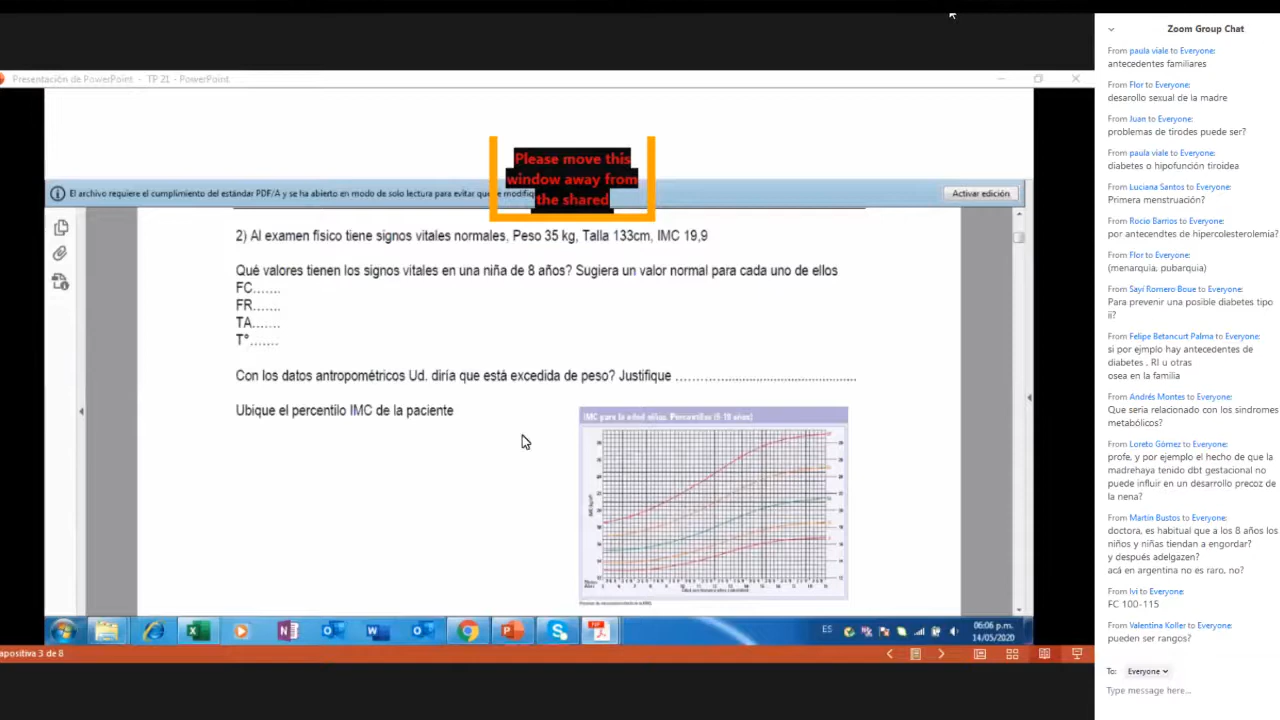 Presentación de PowerPoint - TP 21 - PowerPoint
Please move this
window away from
the shared
El archivo requiere el cumplimiento del estándar PDF/A y se ha abierto en modo de solo lectura para evitar que se modifiq
Activar edición
2) Al examen fisico tiene signos vitales normales, Peso 35 kg, Talla 133cm, IMC 19,9
Qué valores tienen los signos vitales en una niña de 8 años? Sugiera un valor normal para cada uno de ellos
FC.......
FR.......
TA.......
T°.......
Con los datos antropométricos Ud. diría que está excedida de peso? Justifique ................................................
Ubique el percentilo IMC de la paciente
IMC para la edad niñas. Percentilos (5-19 años)
ES
06:06 p.m.
14/05/2020
apositiva 3 de 8
Zoom Group Chat
From paula viale to Everyone:
antecedentes familiares
From Flor to Everyone:
desarollo sexual de la madre
From Juan to Everyone:
problemas de tirodes puede ser?
From paula viale to Everyone:
diabetes o hipofunción tiroidea
From Luciana Santos to Everyone:
Primera menstruación?
From Rocio Barrios to Everyone:
por antecendtes de hipercolesterolemia?
From Flor to Everyone:
(menarquia, pubarquia)
From Sayi Romero Boue to Everyone:
Para prevenir una posible diabetes tipo
ii?
From Felipe Betancurt Palma to Everyone:
si por ejmplo hay antecedentes de
diabetes , RI u otras
osea en la familia
From Andrés Montes to Everyone:
Que seria relacionado con los sindromes
metabólicos?
From Loreto Gómez to Everyone:
profe, y por ejemplo el hecho de que la
madrehaya tenido dbt gestacional no
puede influir en un desarrollo precoz de
la nena?
From Martín Bustos to Everyone:
doctora, es habitual que a los 8 años los
niños y niñas tiendan a engordar?
y después adelgazen?
acá en argentina no es raro, no?
From Ivi to Everyone:
FC 100-115
From Valentina Koller to Everyone:
pueden ser rangos?
To: Everyone
Type message here...